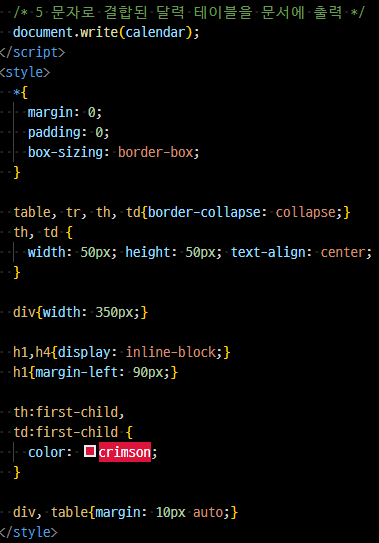 /* 5 문자로 결합된 달력 테이블을 문서에 출력 */
document.write(calendar);
</script>
<style>
*{
margin: 0;
padding: 0;
box-sizing: border-box;
}
table, tr, th, td{border-collapse: collapse;}
th, td {
width: 50px; height: 50px; text-align: center;
}
div{width: 350px;}
h1,h4{display: inline-block;}
h1{margin-left: 90px;}
th:first-child,
td:first-child {
color: crimson;
}
div, table{margin: 10px auto;}
</style>